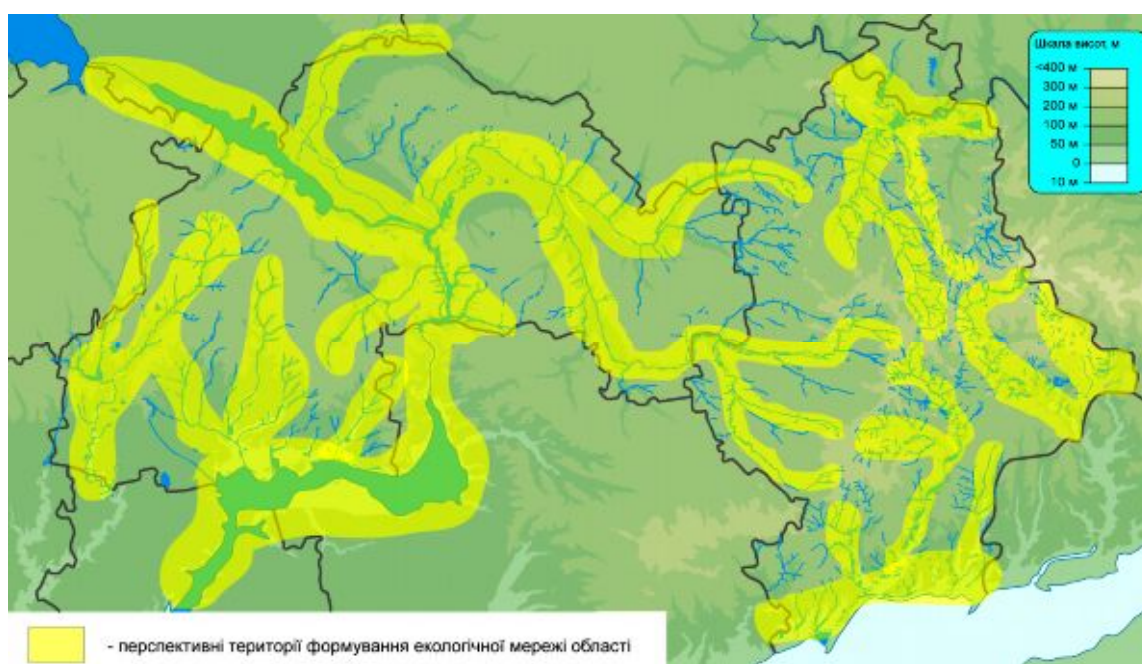 Шкала висот, м
<400 м
300 м
200 м
100 м
50 м
0
10 м
- перспективні території формування екологічної мережі області